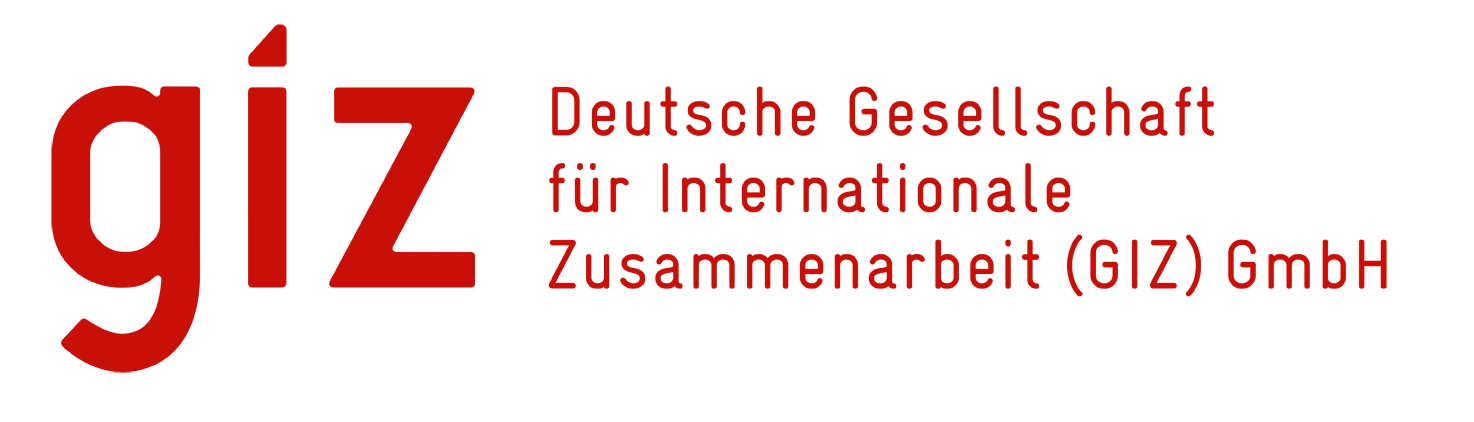 giz
Deutsche Gesellschaft
für Internationale
Zusammenarbeit (GIZ) GmbH